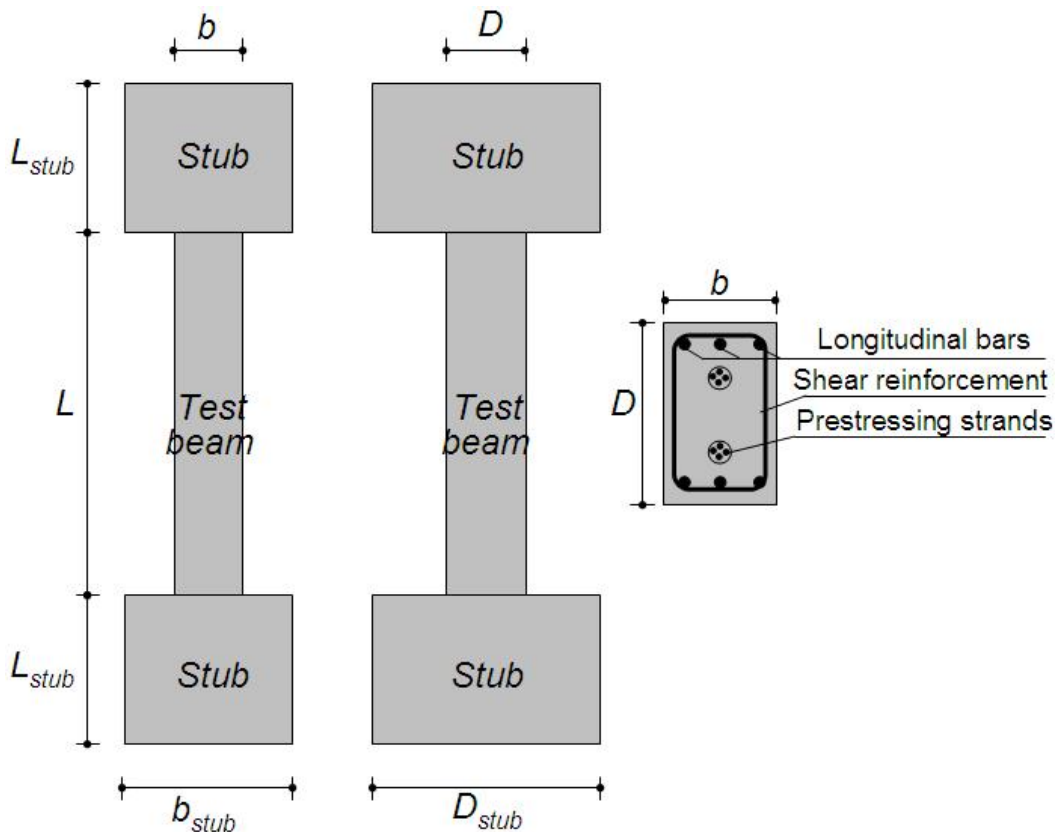 b
D
L_stub
Stub
Stub
L
Test
beam
Test
beam
b
D
Longitudinal bars
Shear reinforcement
Prestressing strands
L_stub
Stub
Stub
b_stub
D_stub